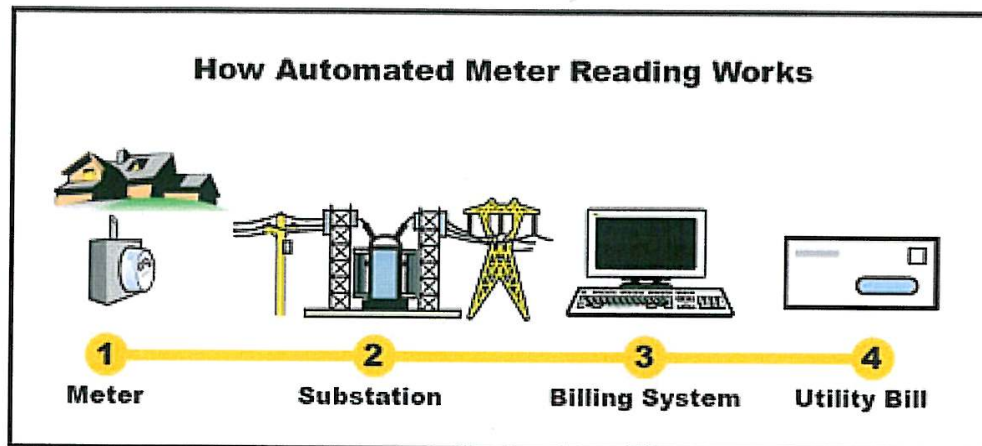 How Automated Meter Reading Works
1
2
3
4
Meter
Substation
Billing System
Utility Bill